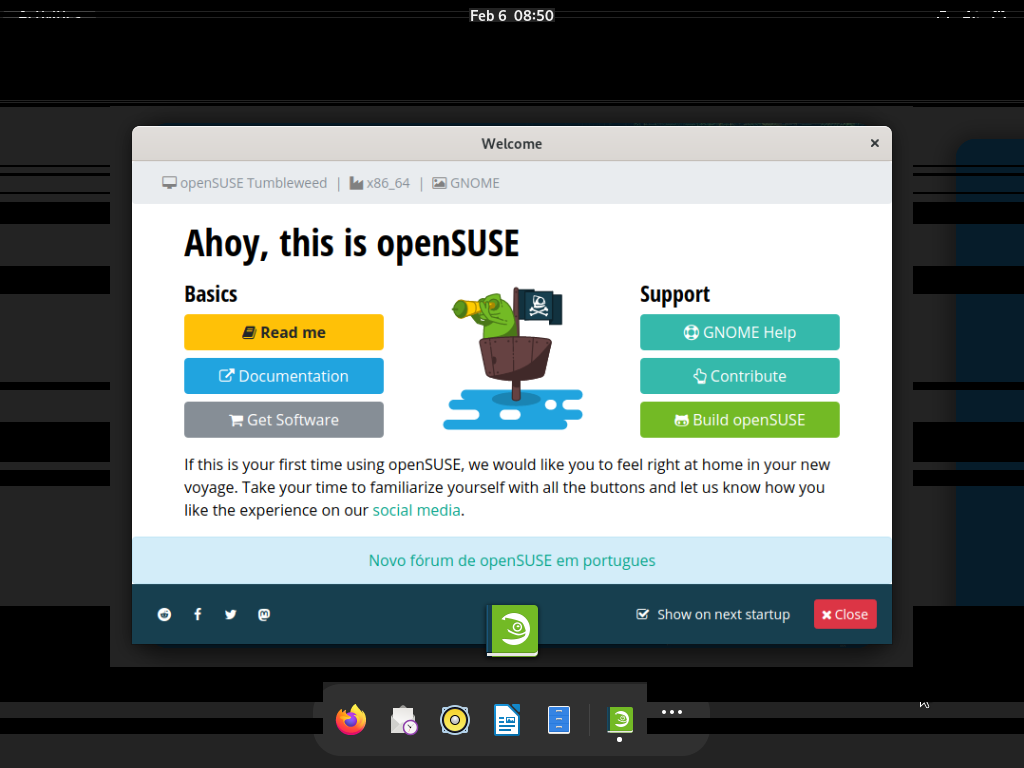 Feb 6 08:50
Welcome
openSUSE Tumbleweed | x86_64 | GNOME
Ahoy, this is openSUSE
Basics
Read me
Documentation
Get Software
Support
GNOME Help
Contribute
Build openSUSE
If this is your first time using openSUSE, we would like you to feel right at home in your new
voyage. Take your time to familiarize yourself with all the buttons and let us know how you
like the experience on our social media.
Novo fórum de openSUSE em portugues
Show on next startup
Close